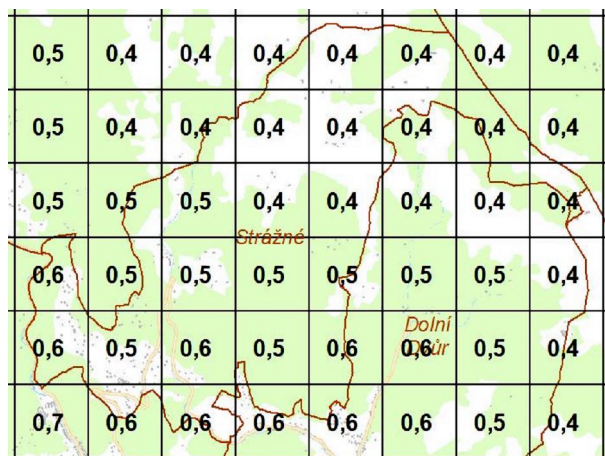 0,5 0,4 0,4 0,4 0,4 0,4 0,4 0,4
0,5 0,4 0,4 0,4 0,4 0,4 0,4 0,4
0,5 0,5 0,5 0,4 0,4 0,4 0,4 0,4
Strážné
0,6 0,5 0,5 0,5 0,5 0,5 0,5 0,4
Dolní
Dvůr
0,6 0,5 0,6 0,5 0,6 0,6 0,5 0,4
0,7 0,6 0,6 0,6 0,6 0,6 0,5 0,4